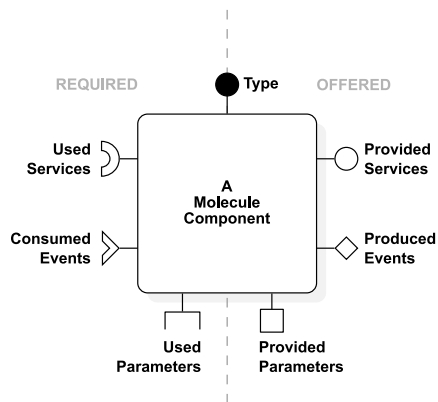 REQUIRED
Type
OFFERED
Used
Services
Provided
Services
A
Molecule
Component
Consumed
Events
Produced
Events
Used
Parameters
Provided
Parameters